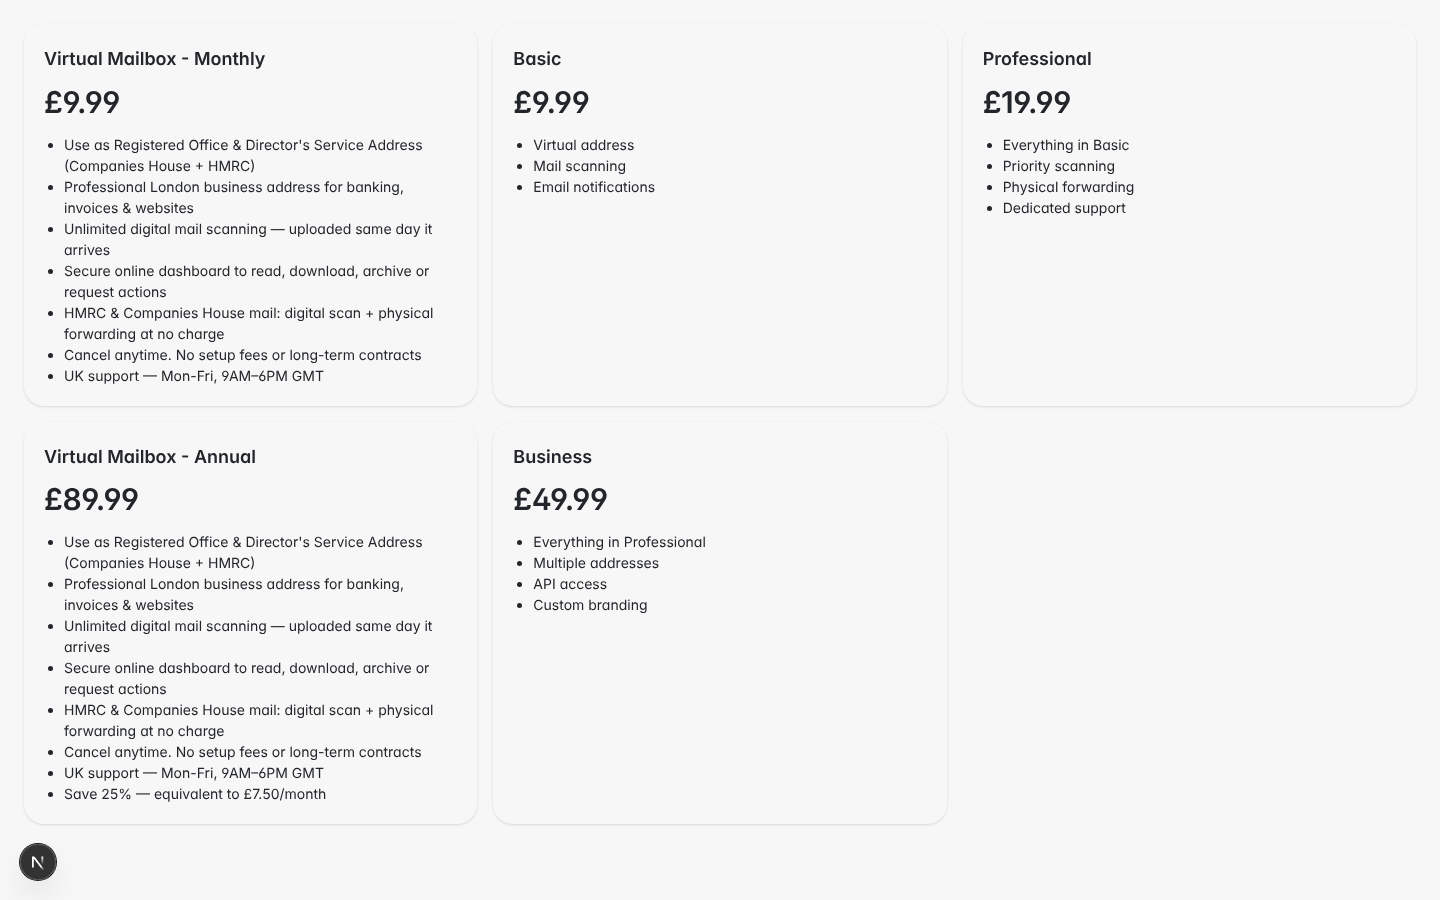 Virtual Mailbox - Monthly
£9.99
• Use as Registered Office & Director's Service Address
(Companies House + HMRC)
• Professional London business address for banking,
invoices & websites
• Unlimited digital mail scanning — uploaded same day it
arrives
• Secure online dashboard to read, download, archive or
request actions
• HMRC & Companies House mail: digital scan + physical
forwarding at no charge
• Cancel anytime. No setup fees or long-term contracts
• UK support — Mon-Fri, 9AM–6PM GMT
Basic
£9.99
• Virtual address
• Mail scanning
• Email notifications
Professional
£19.99
• Everything in Basic
• Priority scanning
• Physical forwarding
• Dedicated support
Virtual Mailbox - Annual
£89.99
• Use as Registered Office & Director's Service Address
(Companies House + HMRC)
• Professional London business address for banking,
invoices & websites
• Unlimited digital mail scanning — uploaded same day it
arrives
• Secure online dashboard to read, download, archive or
request actions
• HMRC & Companies House mail: digital scan + physical
forwarding at no charge
• Cancel anytime. No setup fees or long-term contracts
• UK support — Mon-Fri, 9AM–6PM GMT
• Save 25% — equivalent to £7.50/month
Business
£49.99
• Everything in Professional
• Multiple addresses
• API access
• Custom branding
N